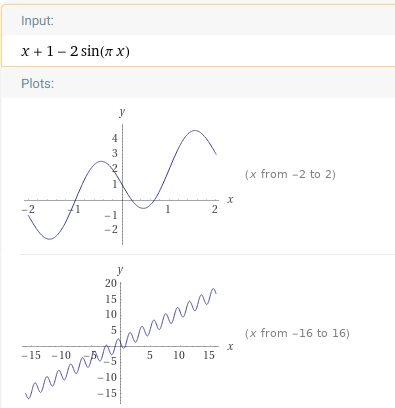 Input:
x + 1 − 2 sin(π x)
Plots:
y
4
3
2
1
−2 −1 1 2 x
−1
−2
(x from −2 to 2)
y
20
15
10
5
−15 −10 −5 5 10 15 x
−5
−10
−15
(x from −16 to 16)